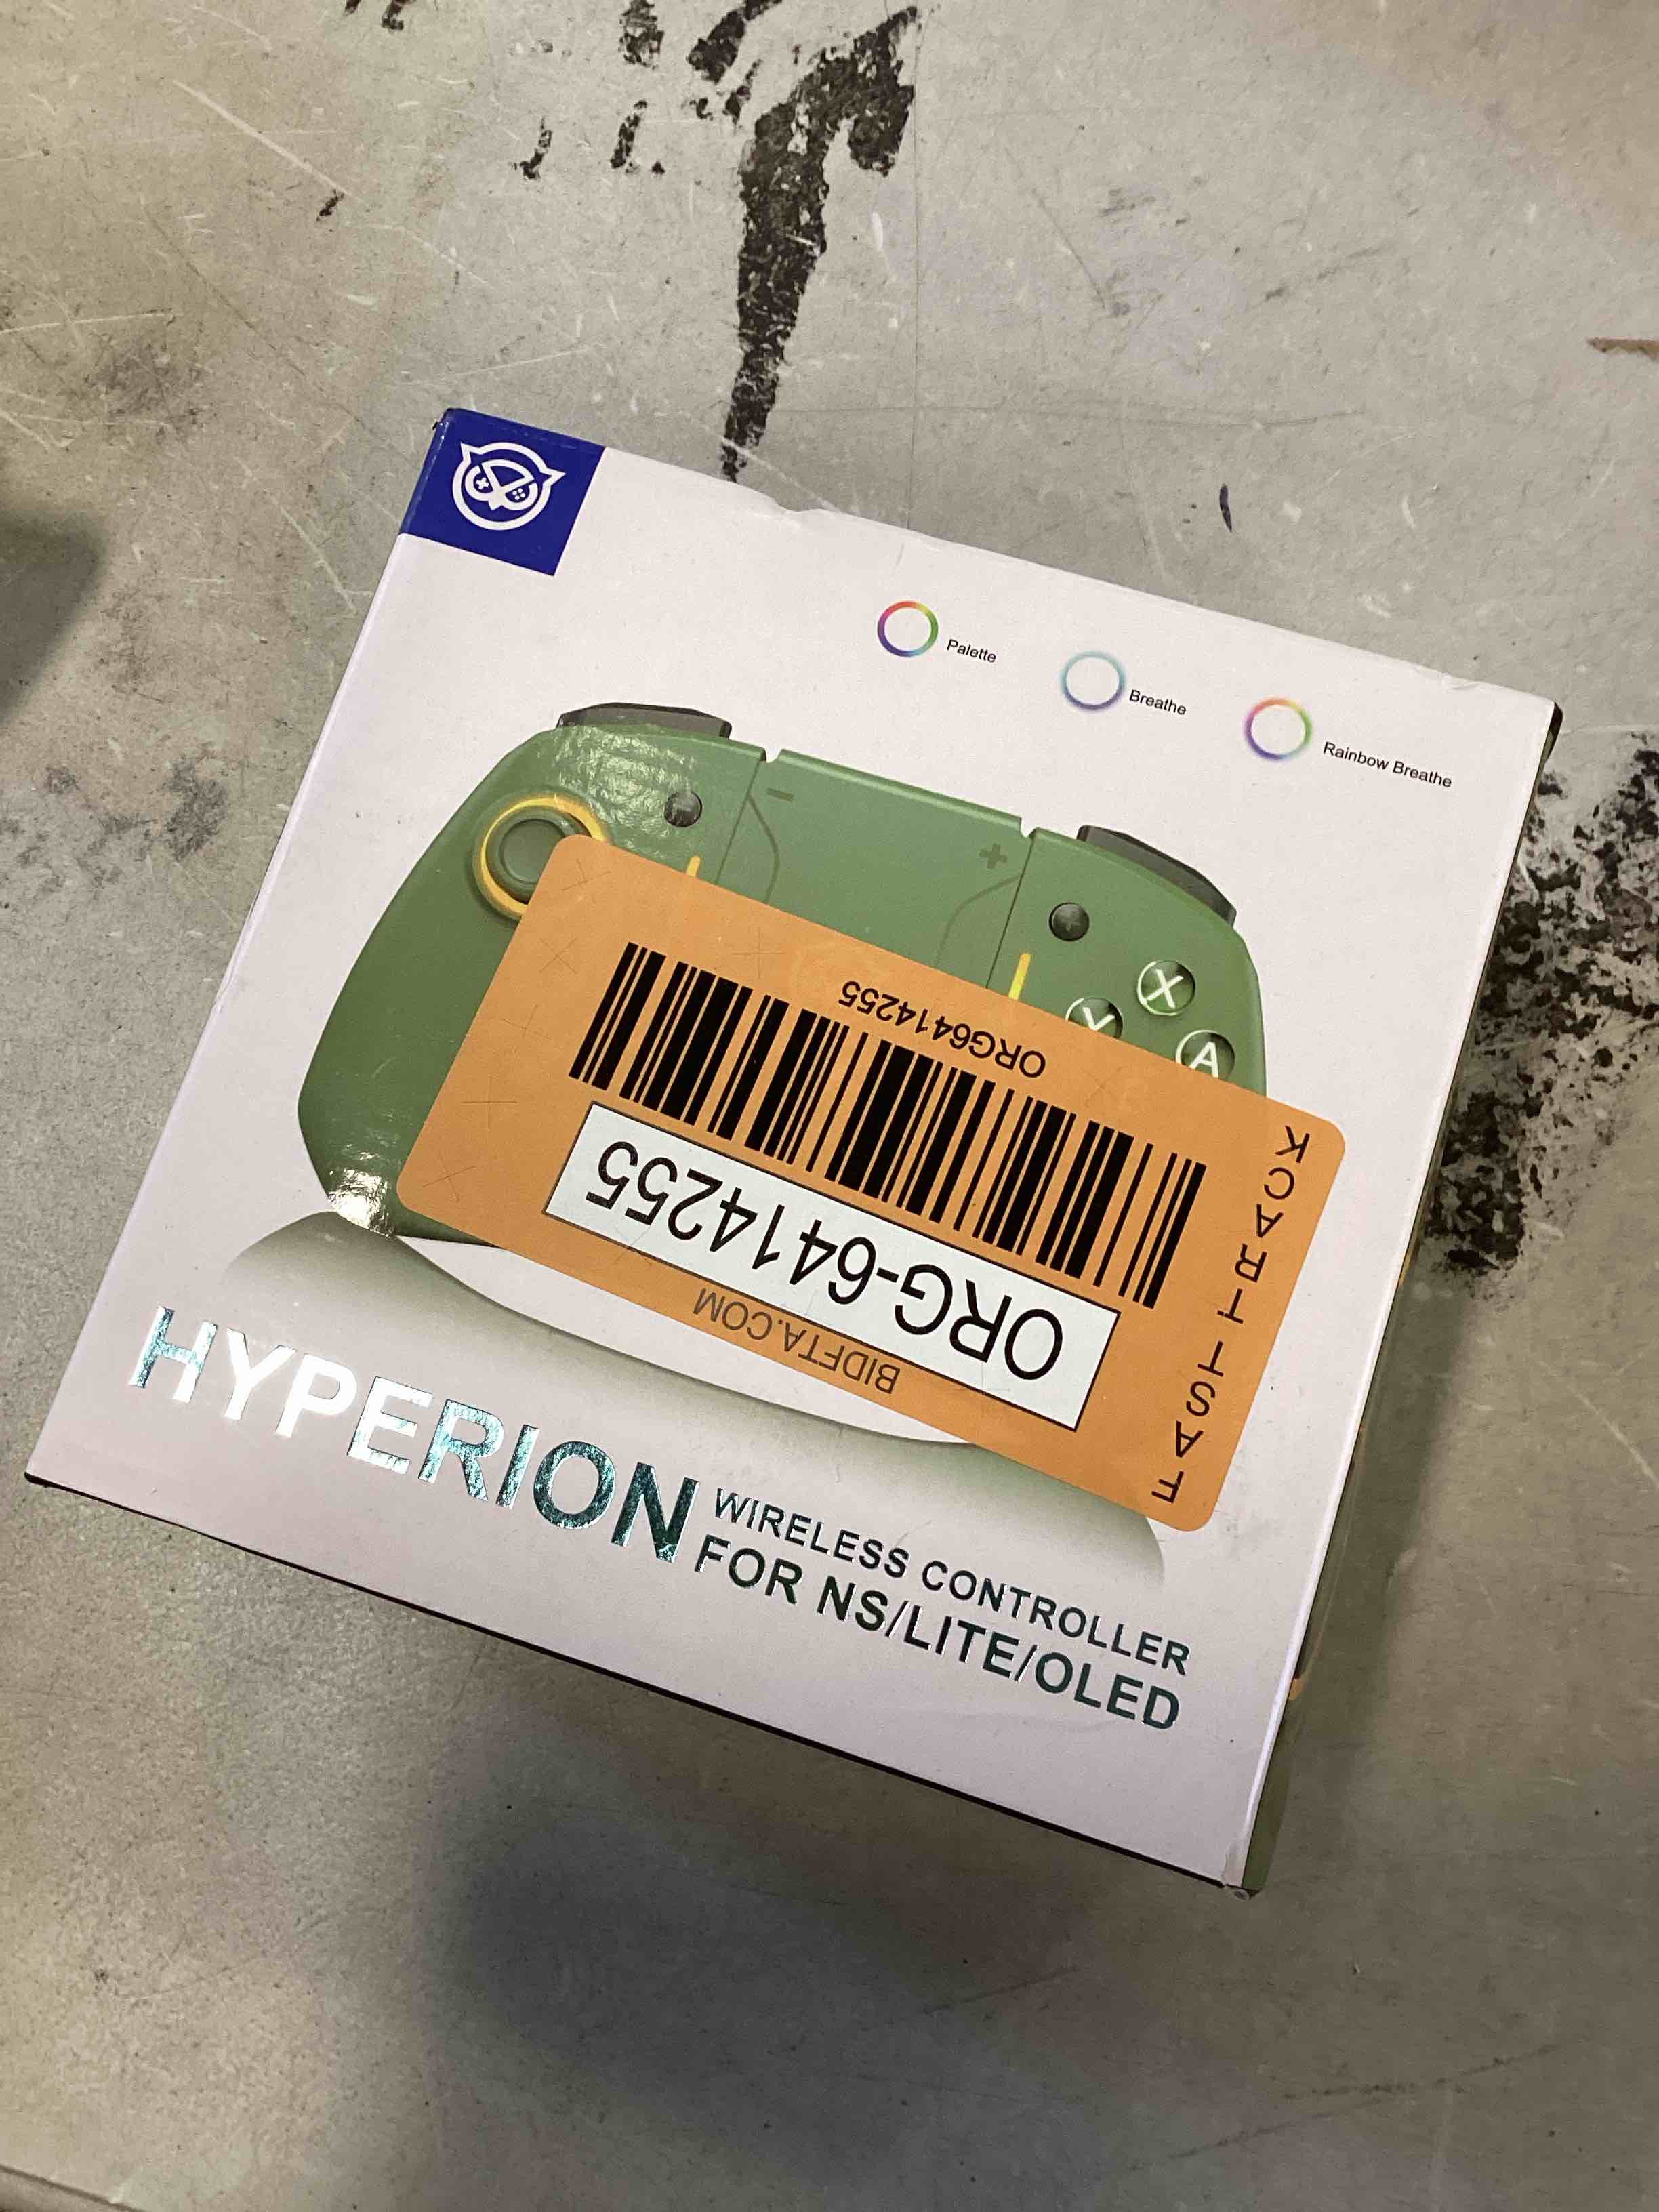 Palette
Breathe
Rainbow Breathe
−
+
X
Y
A
ORG6414255
ORG-6414255
BIDFTA.COM
FAST TRACK
HYPERION
WIRELESS CONTROLLER
FOR NS/LITE/OLED